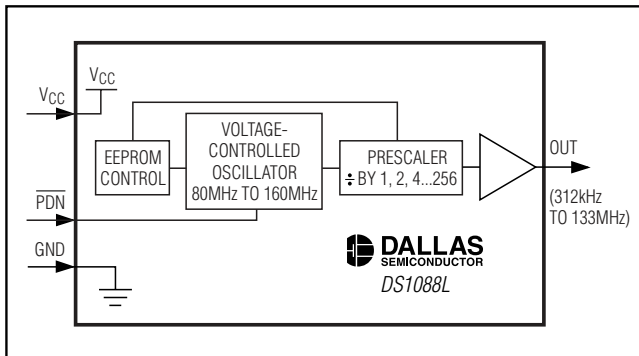 VCC
VCC
PDN
GND
EEPROM
CONTROL
VOLTAGE-
CONTROLLED
OSCILLATOR
80MHz TO 160MHz
PRESCALER
÷ BY 1, 2, 4...256
OUT
(312kHz
TO 133MHz)
DALLAS
SEMICONDUCTOR
DS1088L